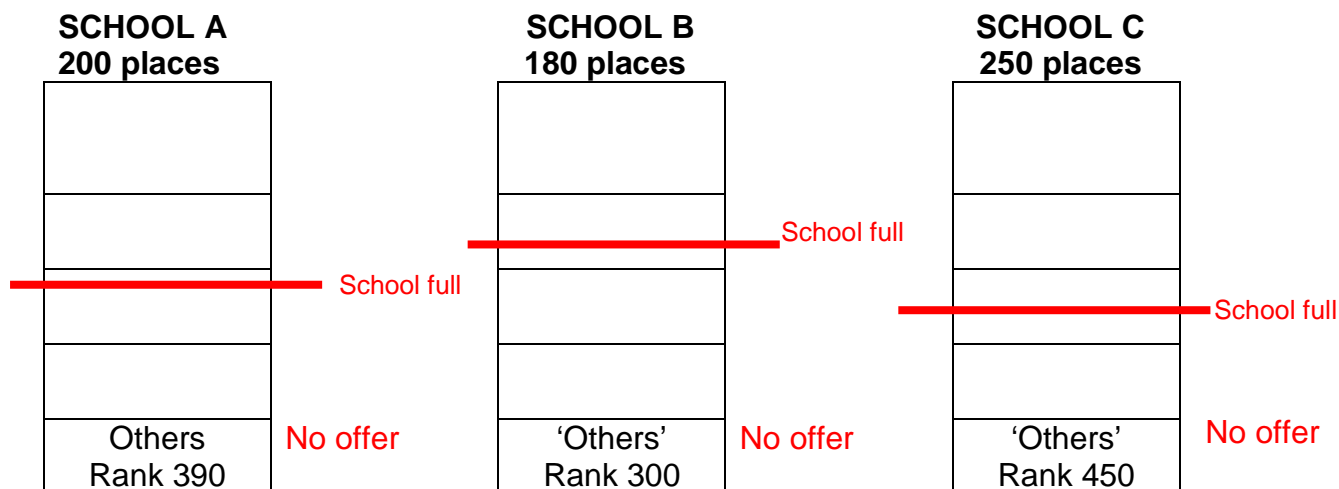 SCHOOL A
200 places
School full
Others
Rank 390
No offer
SCHOOL B
180 places
School full
‘Others’
Rank 300
No offer
SCHOOL C
250 places
School full
‘Others’
Rank 450
No offer